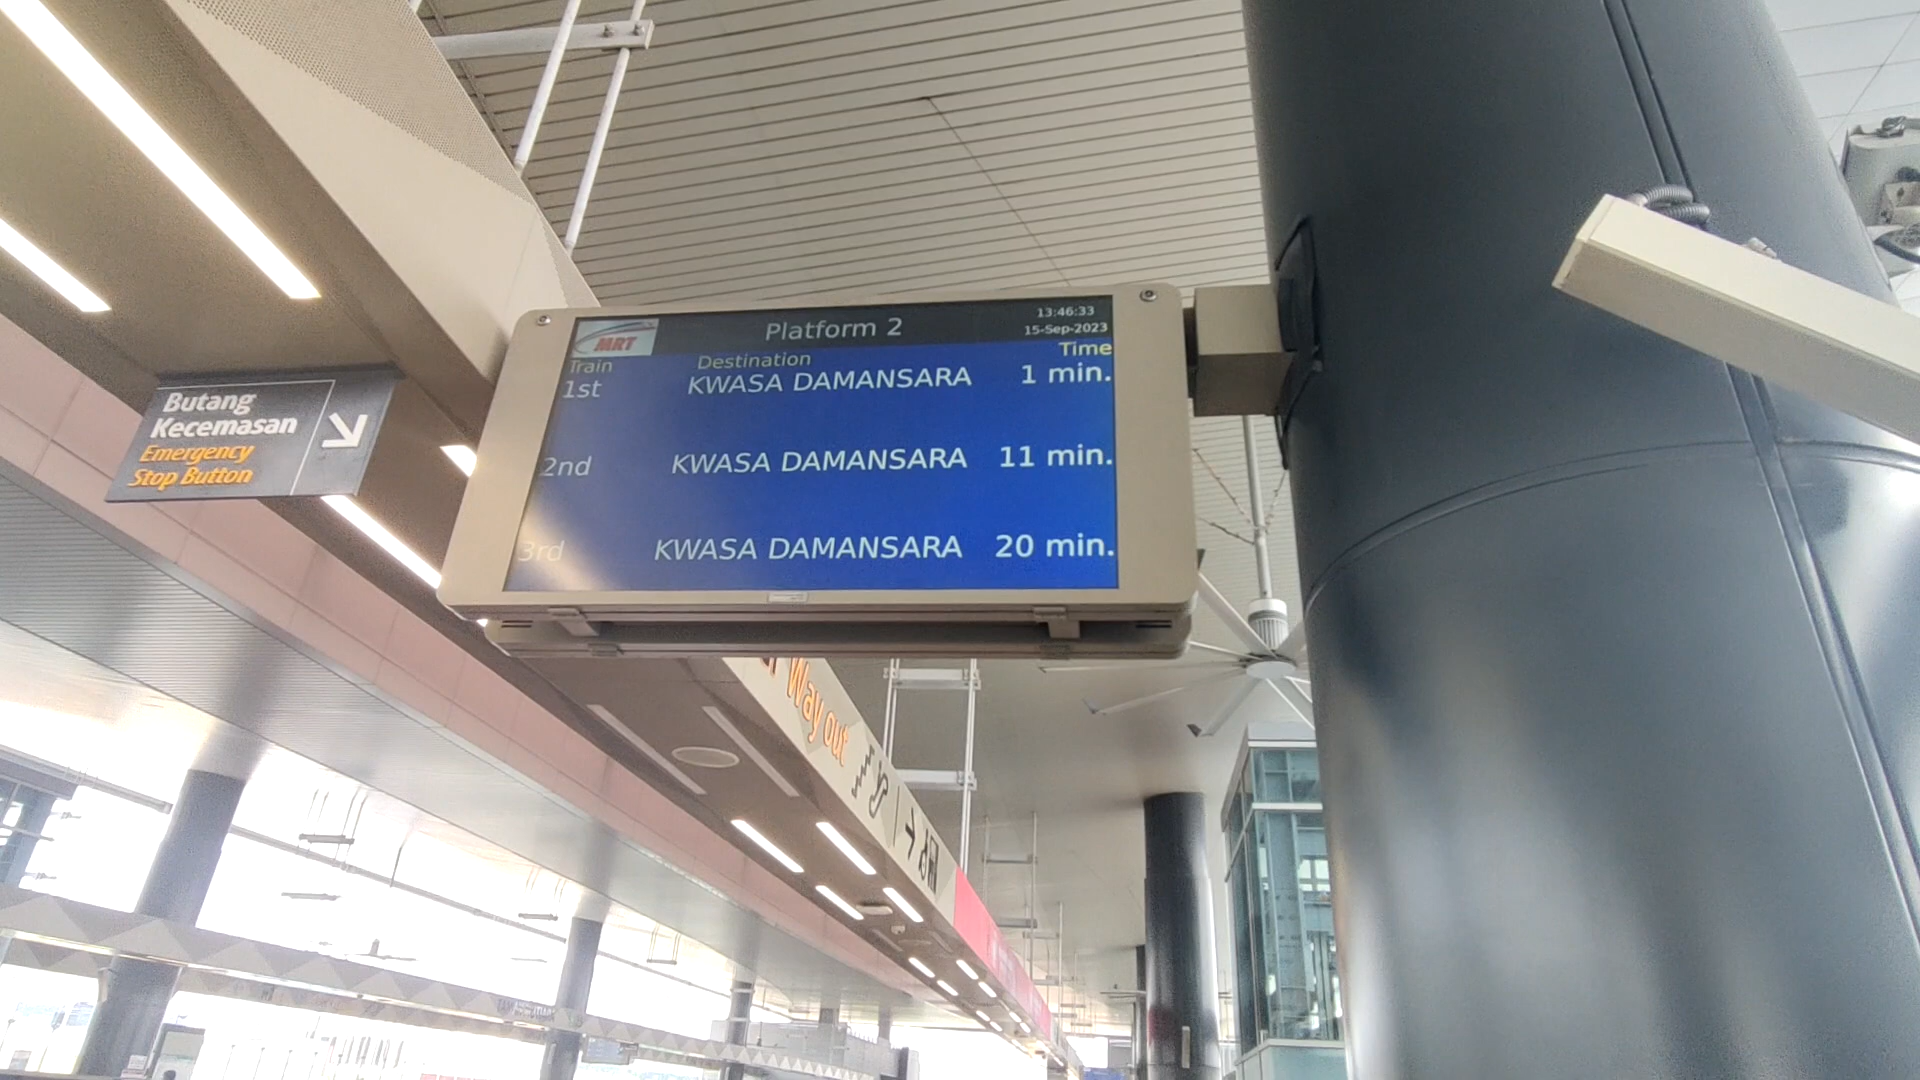 MRT
Platform 2
13:46:33
15-Sep-2023
Train Destination Time
1st KWASA DAMANSARA 1 min.
2nd KWASA DAMANSARA 11 min.
3rd KWASA DAMANSARA 20 min.
Butang
Kecemasan
Emergency
Stop Button
Way out